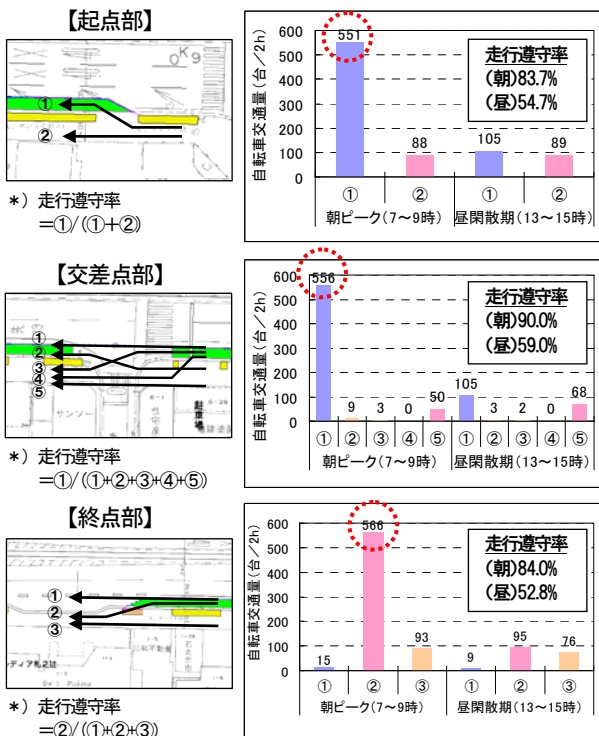 【起点部】
OK9
①
②
*）走行遵守率
＝①/(①+②)
自転車交通量（台／2h）
600
500
400
300
200
100
0
551
88
105
89
走行遵守率
(朝)83.7%
(昼)54.7%
① ② ① ②
朝ピーク(7～9時) 昼閑散期(13～15時)
【交差点部】
①
②
③
④
⑤
サンソー
駐車場
*）走行遵守率
＝①/(①+②+③+④+⑤)
自転車交通量（台／2h）
600
500
400
300
200
100
0
556
9 3 0 50 105 3 2 0 68
走行遵守率
(朝)90.0%
(昼)59.0%
① ② ③ ④ ⑤ ① ② ③ ④ ⑤
朝ピーク(7～9時) 昼閑散期(13～15時)
【終点部】
①
②
③
*）走行遵守率
＝②/(①+②+③)
自転車交通量（台／2h）
600
500
400
300
200
100
0
15 566 93 9 95 76
走行遵守率
(朝)84.0%
(昼)52.8%
① ② ③ ① ② ③
朝ピーク(7～9時) 昼閑散期(13～15時)